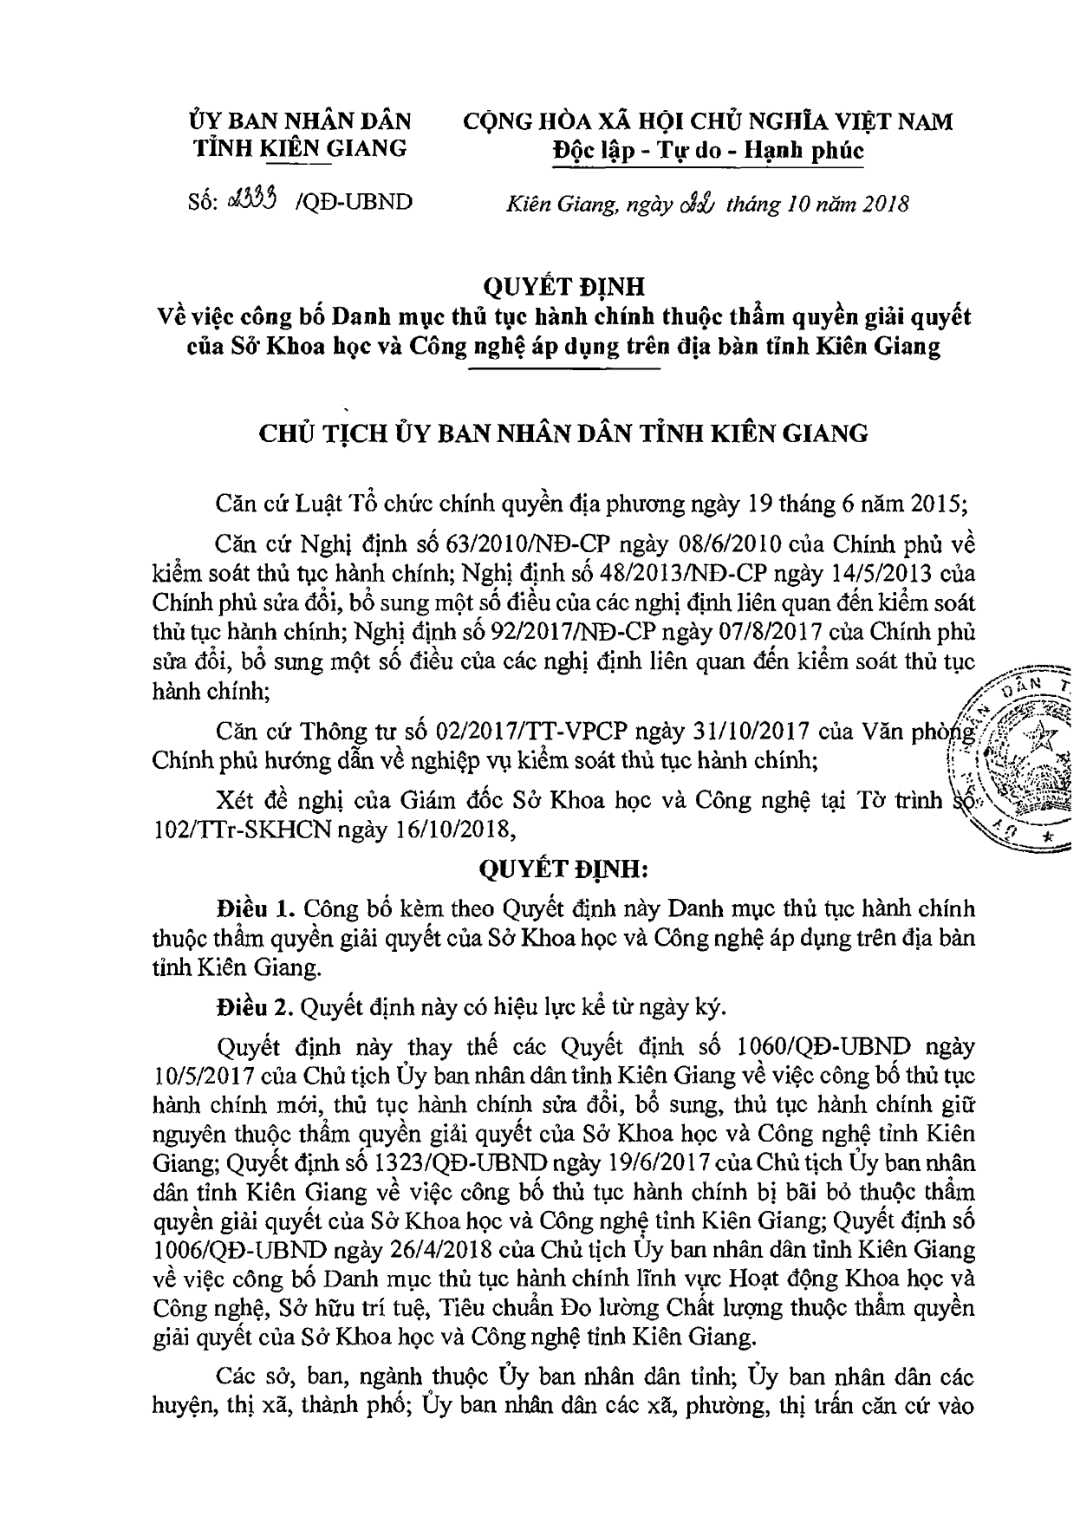 ỦY BAN NHÂN DÂN
TỈNH KIÊN GIANG
CỘNG HÒA XÃ HỘI CHỦ NGHĨA VIỆT NAM
Độc lập - Tự do - Hạnh phúc
Số: 2333 /QĐ-UBND
Kiên Giang, ngày 22 tháng 10 năm 2018
QUYẾT ĐỊNH
Về việc công bố Danh mục thủ tục hành chính thuộc thẩm quyền giải quyết
của Sở Khoa học và Công nghệ áp dụng trên địa bàn tỉnh Kiên Giang
CHỦ TỊCH ỦY BAN NHÂN DÂN TỈNH KIÊN GIANG
Căn cứ Luật Tổ chức chính quyền địa phương ngày 19 tháng 6 năm 2015;
Căn cứ Nghị định số 63/2010/NĐ-CP ngày 08/6/2010 của Chính phủ về
kiểm soát thủ tục hành chính; Nghị định số 48/2013/NĐ-CP ngày 14/5/2013 của
Chính phủ sửa đổi, bổ sung một số điều của các nghị định liên quan đến kiểm soát
thủ tục hành chính; Nghị định số 92/2017/NĐ-CP ngày 07/8/2017 của Chính phủ
sửa đổi, bổ sung một số điều của các nghị định liên quan đến kiểm soát thủ tục
hành chính;
Căn cứ Thông tư số 02/2017/TT-VPCP ngày 31/10/2017 của Văn phòng
Chính phủ hướng dẫn về nghiệp vụ kiểm soát thủ tục hành chính;
Xét đề nghị của Giám đốc Sở Khoa học và Công nghệ tại Tờ trình số
102/TTr-SKHCN ngày 16/10/2018,
QUYẾT ĐỊNH:
Điều 1. Công bố kèm theo Quyết định này Danh mục thủ tục hành chính
thuộc thẩm quyền giải quyết của Sở Khoa học và Công nghệ áp dụng trên địa bàn
tỉnh Kiên Giang.
Điều 2. Quyết định này có hiệu lực kể từ ngày ký.
Quyết định này thay thế các Quyết định số 1060/QĐ-UBND ngày
10/5/2017 của Chủ tịch Ủy ban nhân dân tỉnh Kiên Giang về việc công bố thủ tục
hành chính mới, thủ tục hành chính sửa đổi, bổ sung, thủ tục hành chính giữ
nguyên thuộc thẩm quyền giải quyết của Sở Khoa học và Công nghệ tỉnh Kiên
Giang; Quyết định số 1323/QĐ-UBND ngày 19/6/2017 của Chủ tịch Ủy ban nhân
dân tỉnh Kiên Giang về việc công bố thủ tục hành chính bị bãi bỏ thuộc thẩm
quyền giải quyết của Sở Khoa học và Công nghệ tỉnh Kiên Giang; Quyết định số
1006/QĐ-UBND ngày 26/4/2018 của Chủ tịch Ủy ban nhân dân tỉnh Kiên Giang
về việc công bố Danh mục thủ tục hành chính lĩnh vực Hoạt động Khoa học và
Công nghệ, Sở hữu trí tuệ, Tiêu chuẩn Đo lường Chất lượng thuộc thẩm quyền
giải quyết của Sở Khoa học và Công nghệ tỉnh Kiên Giang.
Các sở, ban, ngành thuộc Ủy ban nhân dân tỉnh; Ủy ban nhân dân các
huyện, thị xã, thành phố; Ủy ban nhân dân các xã, phường, thị trấn căn cứ vào